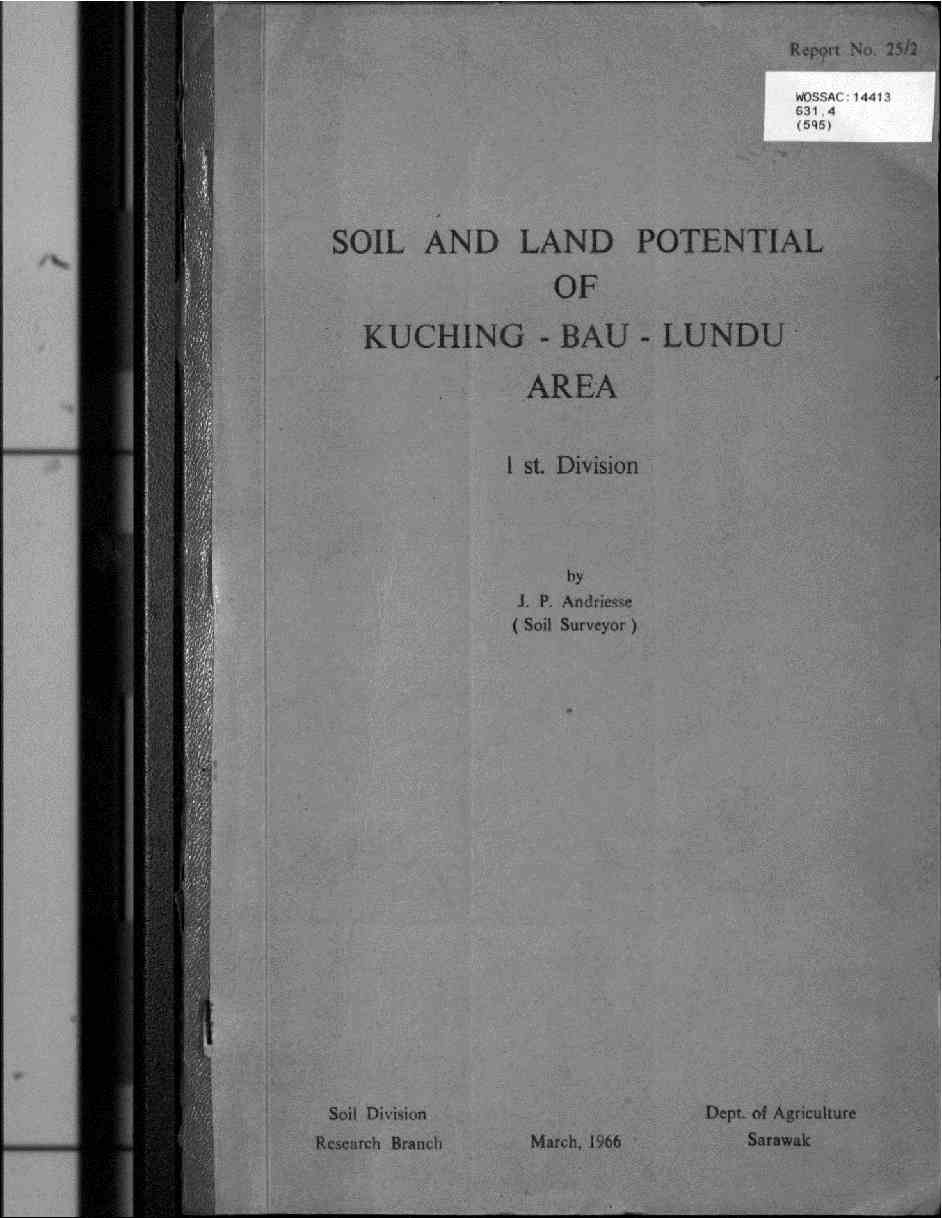 Report No. 25/2
WOSSAC:14413
631.4
(595)
SOIL AND LAND POTENTIAL
OF
KUCHING - BAU - LUNDU
AREA
1 st. Division
by
J. P. Andriesse
( Soil Surveyor )
Soil Division
Research Branch
March, 1966
Dept. of Agriculture
Sarawak